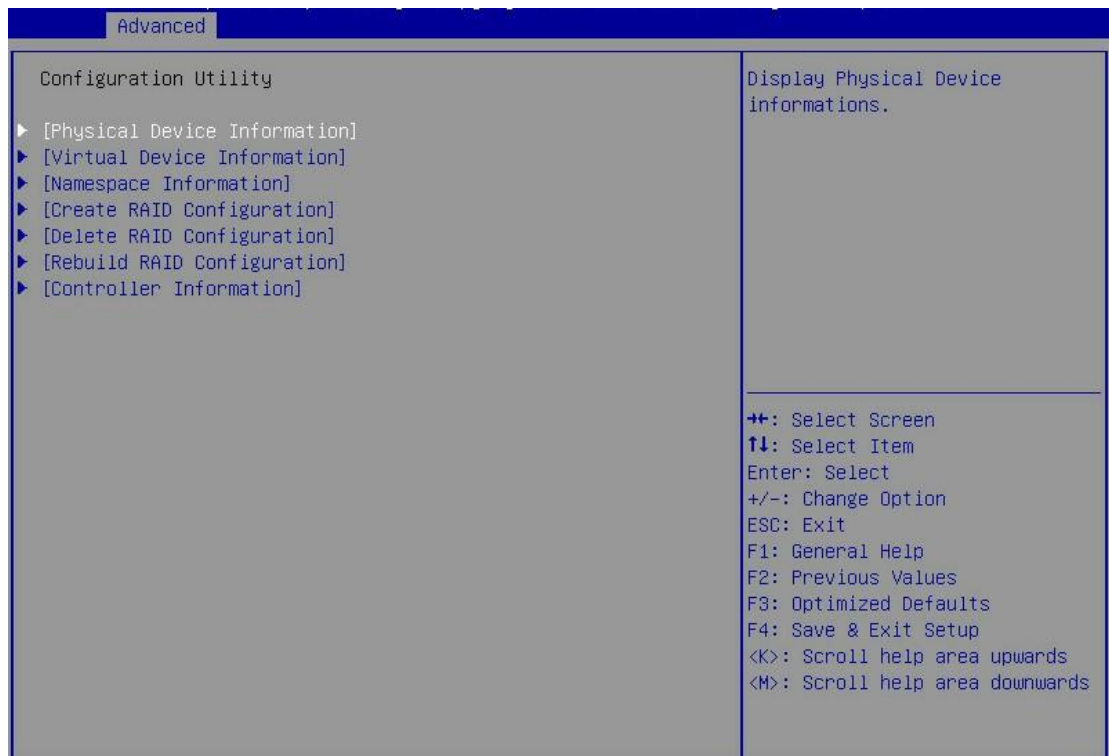 Advanced
Configuration Utility
▶ [Physical Device Information]
▶ [Virtual Device Information]
▶ [Namespace Information]
▶ [Create RAID Configuration]
▶ [Delete RAID Configuration]
▶ [Rebuild RAID Configuration]
▶ [Controller Information]
Display Physical Device
informations.
→←: Select Screen
↑↓: Select Item
Enter: Select
+/-: Change Option
ESC: Exit
F1: General Help
F2: Previous Values
F3: Optimized Defaults
F4: Save & Exit Setup
<K>: Scroll help area upwards
<M>: Scroll help area downwards